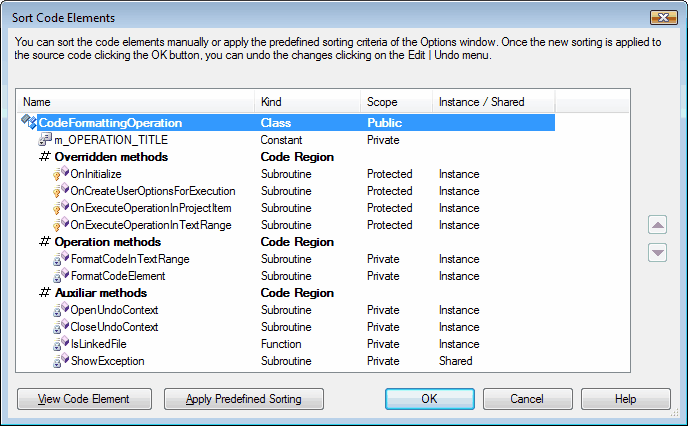 Sort Code Elements
You can sort the code elements manually or apply the predefined sorting criteria of the Options window. Once the new sorting is applied to
the source code clicking the OK button, you can undo the changes clicking on the Edit | Undo menu.
Name Kind Scope Instance / Shared
CodeFormattingOperation Class Public
m_OPERATION_TITLE Constant Private
# Overridden methods Code Region
OnInitialize Subroutine Protected Instance
OnCreateUserOptionsForExecution Subroutine Protected Instance
OnExecuteOperationInProjectItem Subroutine Protected Instance
OnExecuteOperationInTextRange Subroutine Protected Instance
# Operation methods Code Region
FormatCodeInTextRange Subroutine Private Instance
FormatCodeElement Subroutine Private Instance
# Auxiliar methods Code Region
OpenUndoContext Subroutine Private Instance
CloseUndoContext Subroutine Private Instance
IsLinkedFile Function Private Instance
ShowException Subroutine Private Shared
View Code Element Apply Predefined Sorting OK Cancel Help